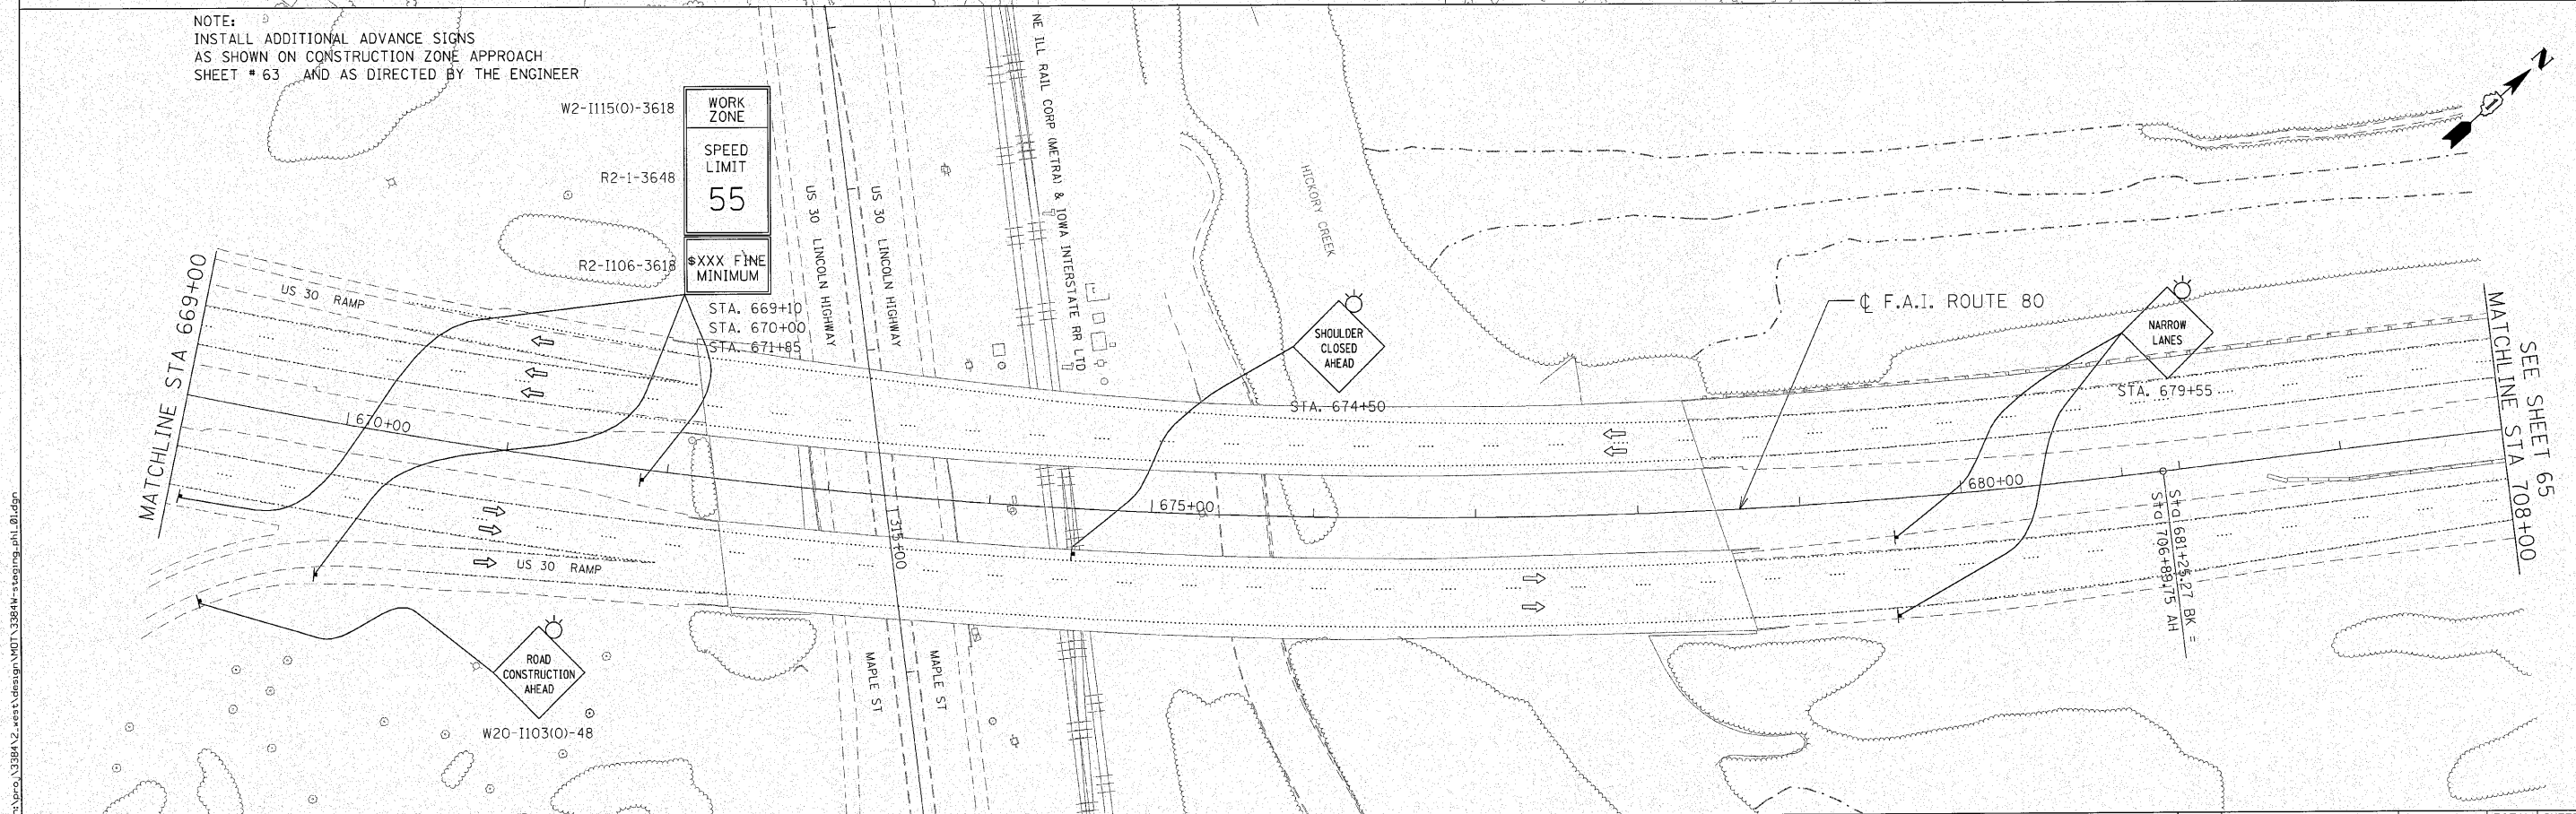 NOTE:
INSTALL ADDITIONAL ADVANCE SIGNS
AS SHOWN ON CONSTRUCTION ZONE APPROACH
SHEET # 63 AND AS DIRECTED BY THE ENGINEER
W2-I115(O)-3618
WORK
ZONE
R2-1-3648
SPEED
LIMIT
55
R2-I106-3618
$XXX FINE
MINIMUM
STA. 669+10
STA. 670+00
STA. 671+85
US 30 LINCOLN HIGHWAY
US 30 LINCOLN HIGHWAY
NE ILL RAIL CORP (METRA) & IOWA INTERSTATE RR LTD
HICKORY CREEK
N
MATCHLINE STA 669+00
US 30 RAMP
670+00
SHOULDER
CLOSED
AHEAD
STA. 674+50
℄ F.A.I. ROUTE 80
NARROW
LANES
STA. 679+55
SEE SHEET 65
MATCHLINE STA 708+00
675+00
680+00
315+00
Sta 681+25.27 BK =
Sta 706+89.75 AH
US 30 RAMP
ROAD
CONSTRUCTION
AHEAD
W20-I103(O)-48
MAPLE ST
MAPLE ST